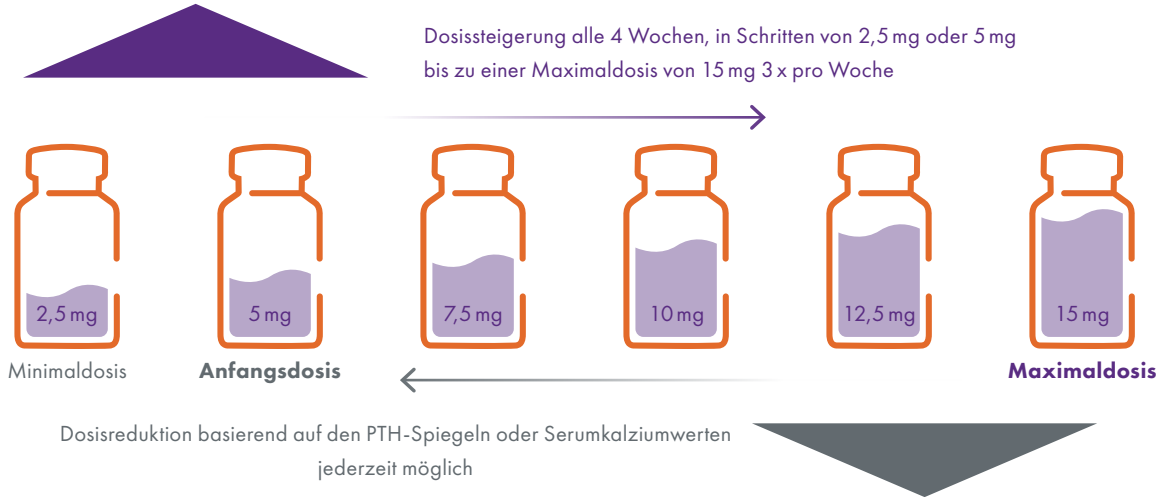 Dosissteigerung alle 4 Wochen, in Schritten von 2,5 mg oder 5 mg
bis zu einer Maximaldosis von 15 mg 3 x pro Woche
2,5 mg
5 mg
7,5 mg
10 mg
12,5 mg
15 mg
Minimaldosis
Anfangsdosis
Maximaldosis
Dosisreduktion basierend auf den PTH-Spiegeln oder Serumkalziumwerten
jederzeit möglich